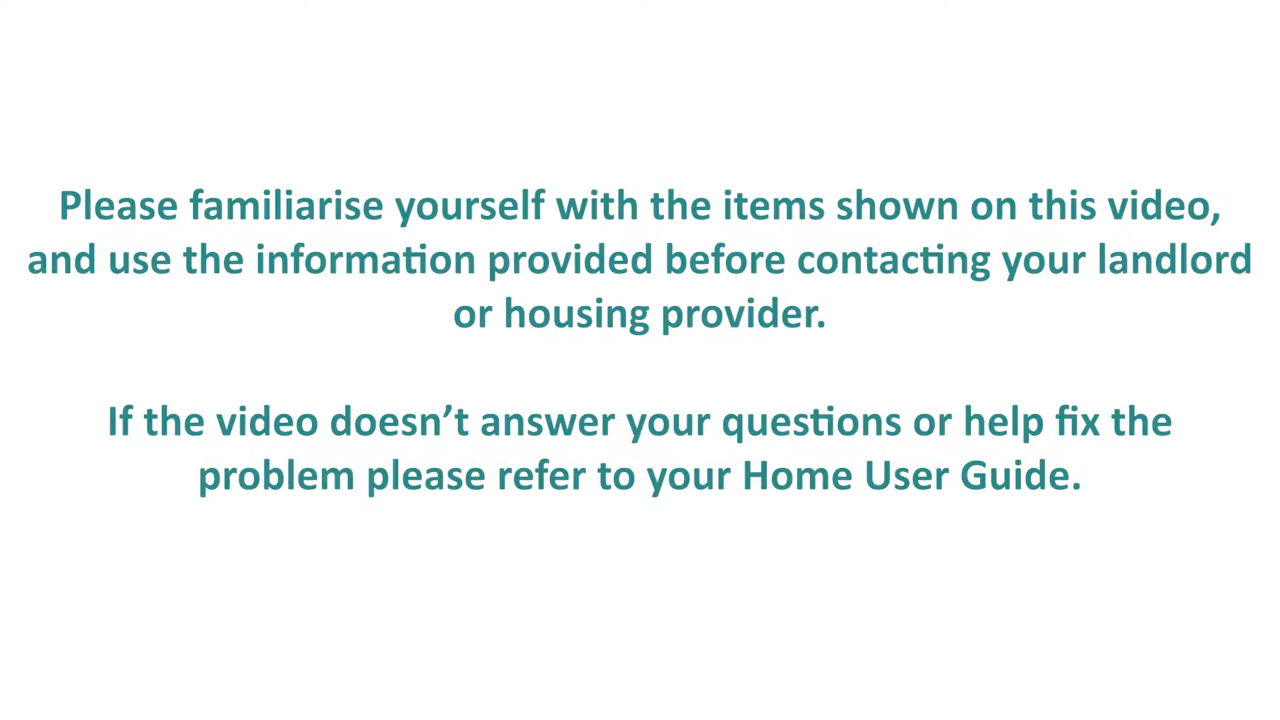 Please familiarise yourself with the items shown on this video,
and use the information provided before contacting your landlord
or housing provider.
If the video doesn’t answer your questions or help fix the
problem please refer to your Home User Guide.